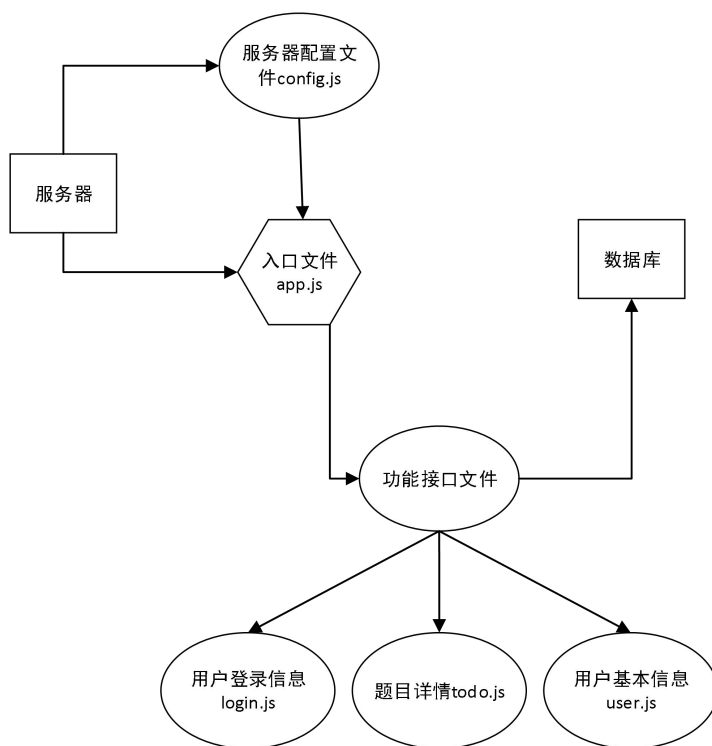 服务器配置文
件config.js
服务器
入口文件
app.js
数据库
功能接口文件
用户登录信息
login.js
题目详情todo.js
用户基本信息
user.js